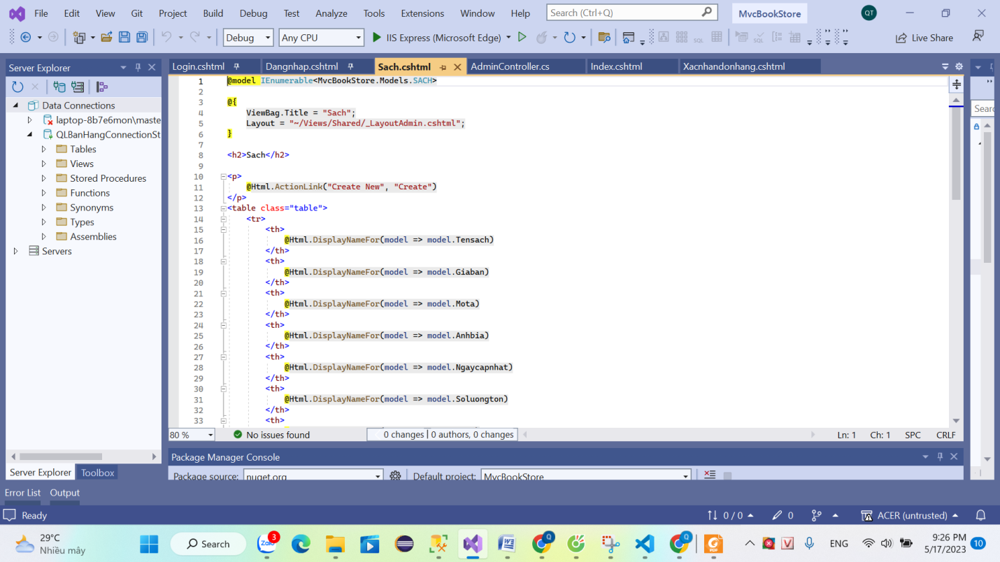 File Edit View Git Project Build Debug Test Analyze Tools Extensions Window Help Search (Ctrl+Q) MvcBookStore QT
Debug Any CPU IIS Express (Microsoft Edge) Live Share
Server Explorer
Data Connections
laptop-8b7e6mon\maste
QLBanHangConnectionSt
Tables
Views
Stored Procedures
Functions
Synonyms
Types
Assemblies
Servers
Server Explorer Toolbox
Login.cshtml Dangnhap.cshtml Sach.cshtml AdminController.cs Index.cshtml Xacnhandonhang.cshtml
1 @model IEnumerable<MvcBookStore.Models.SACH>
2
3 @{
4 ViewBag.Title = "Sach";
5 Layout = "~/Views/Shared/_LayoutAdmin.cshtml";
6 }
7
8 <h2>Sach</h2>
9
10 <p>
11 @Html.ActionLink("Create New", "Create")
12 </p>
13 <table class="table">
14 <tr>
15 <th>
16 @Html.DisplayNameFor(model => model.Tensach)
17 </th>
18 <th>
19 @Html.DisplayNameFor(model => model.Giaban)
20 </th>
21 <th>
22 @Html.DisplayNameFor(model => model.Mota)
23 </th>
24 <th>
25 @Html.DisplayNameFor(model => model.Anhbia)
26 </th>
27 <th>
28 @Html.DisplayNameFor(model => model.Ngaycapnhat)
29 </th>
30 <th>
31 @Html.DisplayNameFor(model => model.Soluongton)
32 </th>
33 <th>
80 % No issues found 0 changes | 0 authors, 0 changes Ln: 1 Ch: 1 SPC CRLF
Searc
Package Manager Console
Package source: nuget.org Default project: MvcBookStore
Error List Output
Ready 0 / 0 0 ACER (untrusted)
29°C
Nhiều mây
Search Zalo 3 Q Q ENG
9:26 PM
5/17/2023 10